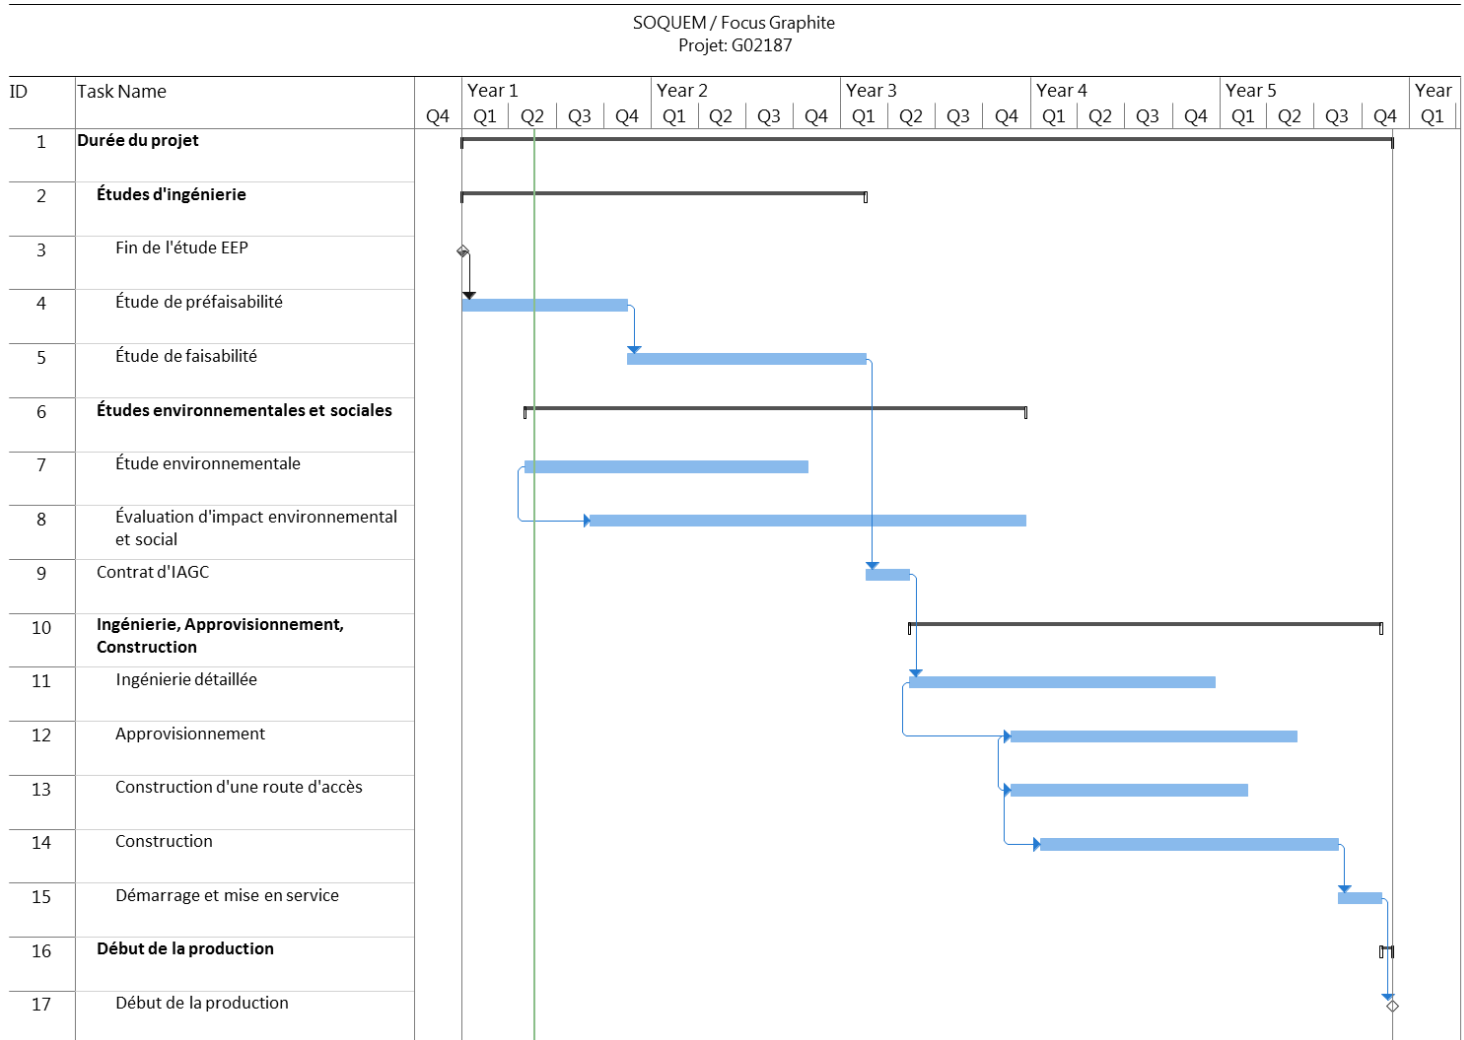 SOQUEM / Focus Graphite
Projet: G02187
ID Task Name Year 1 Year 2 Year 3 Year 4 Year 5 Year
Q4 Q1 Q2 Q3 Q4 Q1 Q2 Q3 Q4 Q1 Q2 Q3 Q4 Q1 Q2 Q3 Q4 Q1 Q2 Q3 Q4 Q1
1 Durée du projet
2 Études d'ingénierie
3 Fin de l'étude EEP
4 Étude de préfaisabilité
5 Étude de faisabilité
6 Études environnementales et sociales
7 Étude environnementale
8 Évaluation d'impact environnemental
et social
9 Contrat d'IAGC
10 Ingénierie, Approvisionnement,
Construction
11 Ingénierie détaillée
12 Approvisionnement
13 Construction d'une route d'accès
14 Construction
15 Démarrage et mise en service
16 Début de la production
17 Début de la production